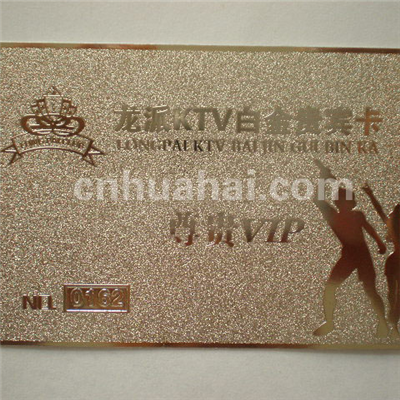 龙派KTV白金贵宾卡
LONGPAI KTV BAI JIN GUI BIN KA
cnhuahai.com
尊贵VIP
0192